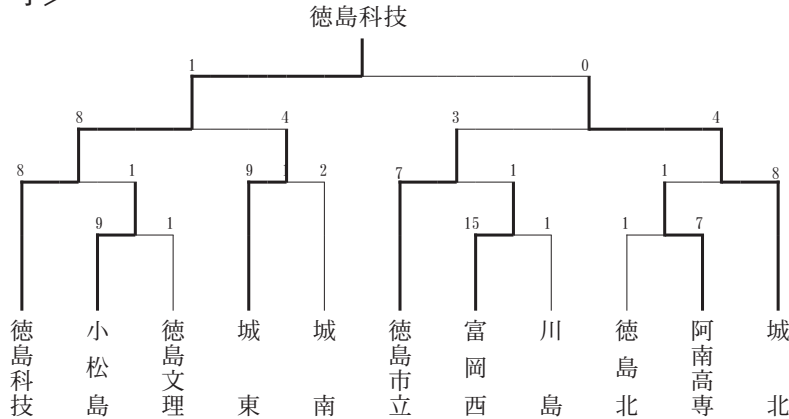 徳島科技
1 0
8 4 3 4
8 1 9 2 7 1 1 8
9 1 15 1 1 7
徳島科技
小松島
徳島文理
城東
城南
徳島市立
富岡西
川島
徳島北
阿南高専
城北